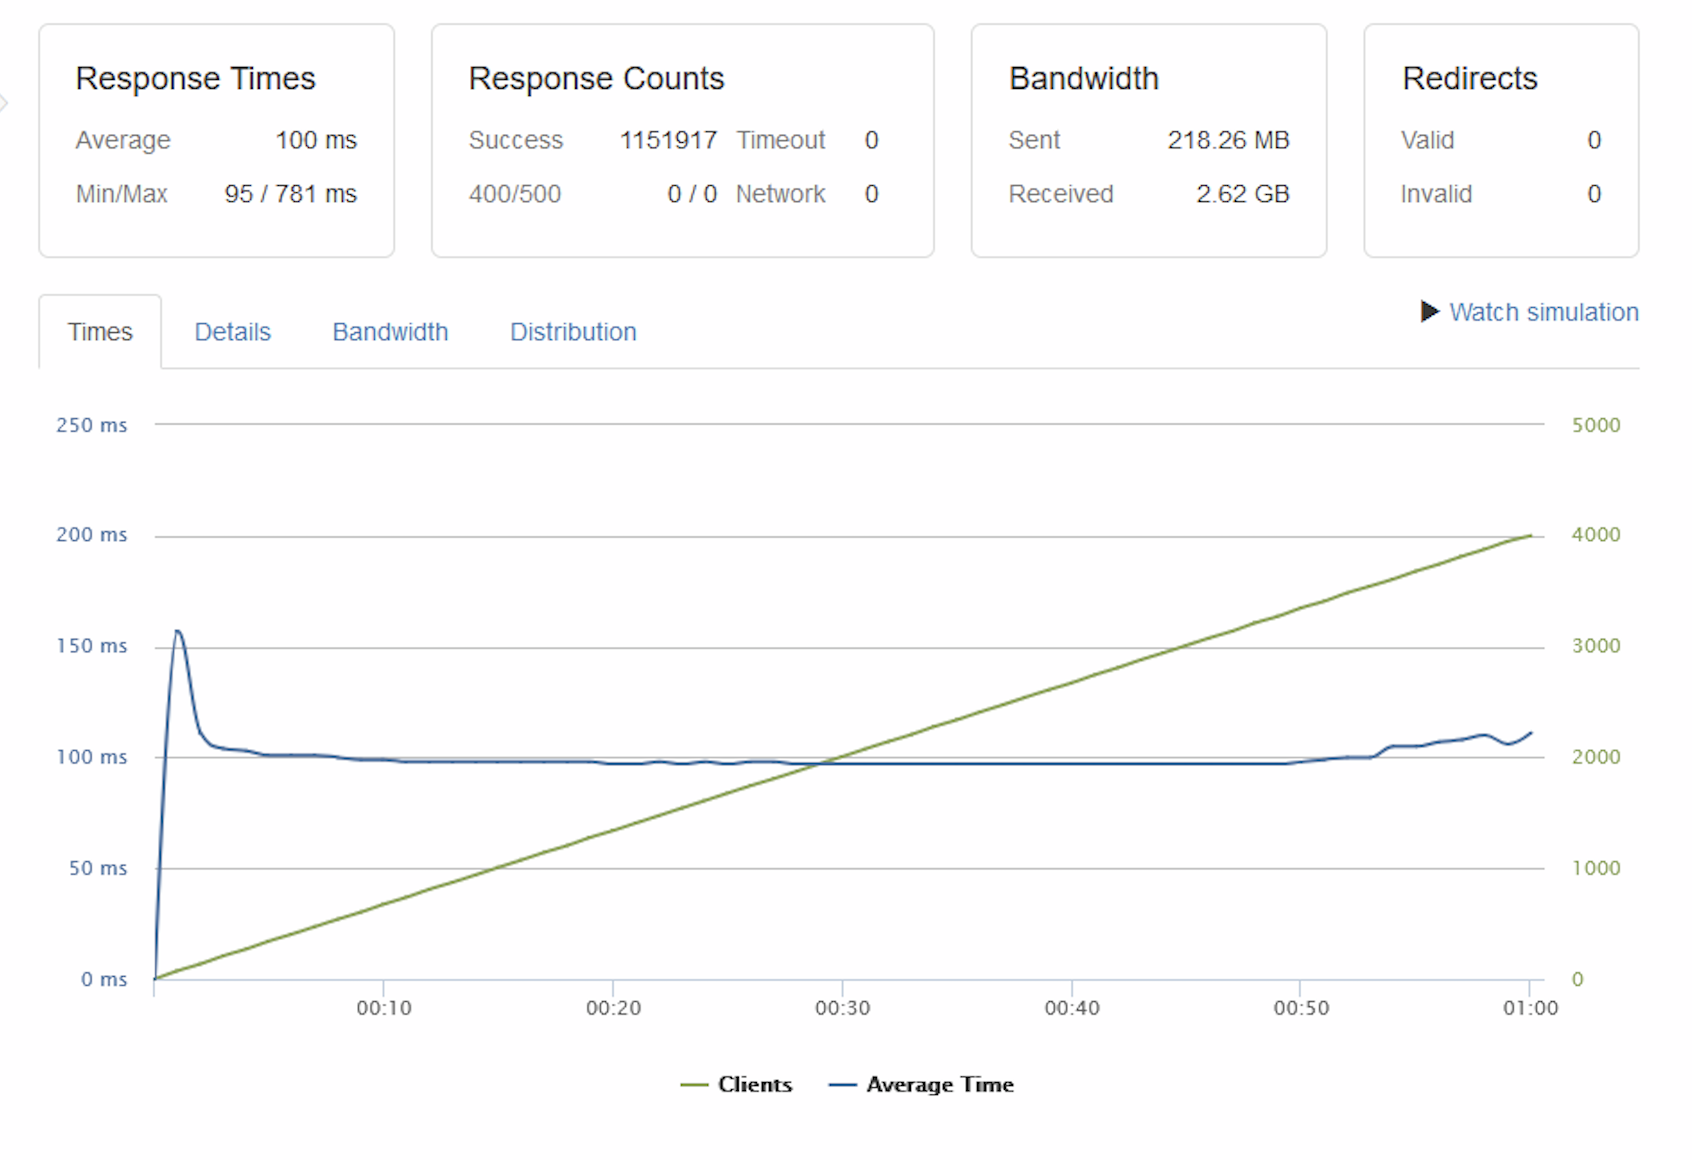 Response Times
Average 100 ms
Min/Max 95 / 781 ms
Response Counts
Success 1151917 Timeout 0
400/500 0 / 0 Network 0
Bandwidth
Sent 218.26 MB
Received 2.62 GB
Redirects
Valid 0
Invalid 0
Times Details Bandwidth Distribution
Watch simulation
250 ms 5000
200 ms 4000
150 ms 3000
100 ms 2000
50 ms 1000
0 ms 0
00:10 00:20 00:30 00:40 00:50 01:00
Clients Average Time